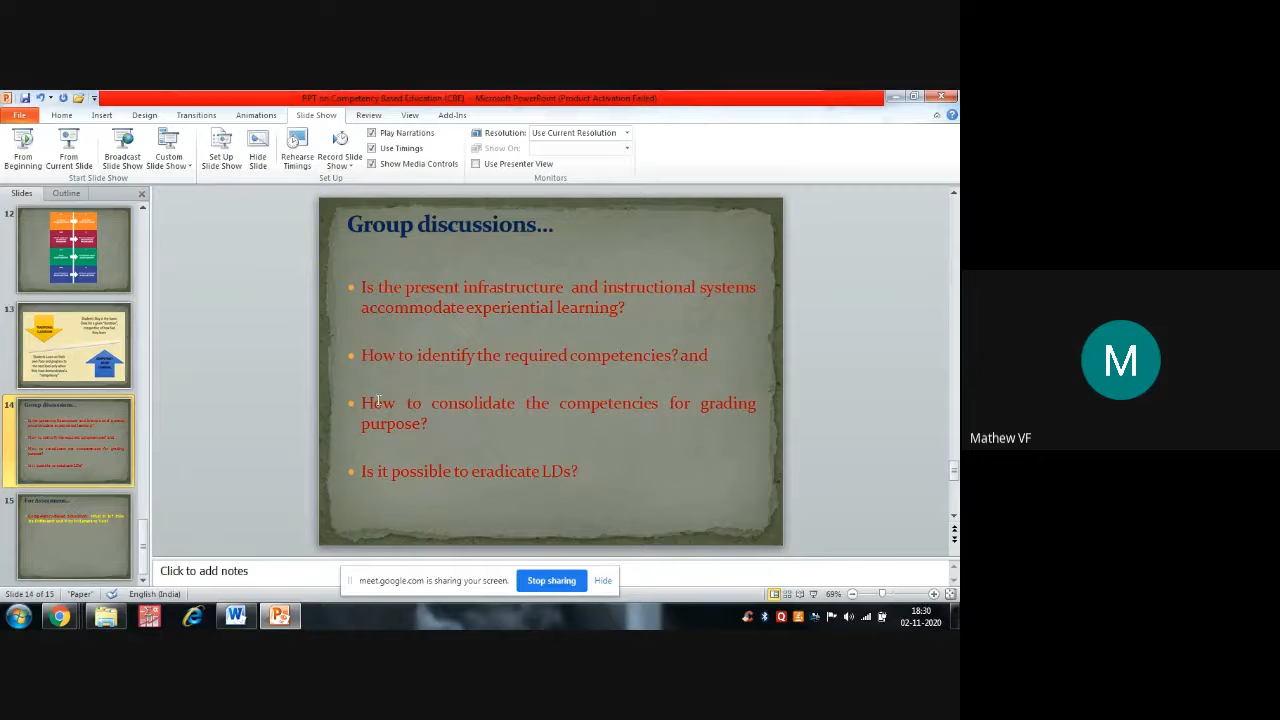 PPT on Competency Based Education (CBE) - Microsoft PowerPoint (Product Activation Failed)
File Home Insert Design Transitions Animations Slide Show Review View Add-Ins
From Beginning
From Current Slide
Broadcast Slide Show
Custom Slide Show
Set Up Slide Show
Hide Slide
Rehearse Timings
Record Slide Show
Play Narrations
Use Timings
Show Media Controls
Resolution: Use Current Resolution
Show On:
Use Presenter View
Start Slide Show
Set Up
Monitors
Slides Outline
12
13
14
15
Group discussions...
Is the present infrastructure and instructional systems
accommodate experiential learning?
How to identify the required competencies? and
How to consolidate the competencies for grading
purpose?
Is it possible to eradicate LDs?
Click to add notes
meet.google.com is sharing your screen. Stop sharing Hide
Slide 14 of 15 "Paper" English (India) 69%
18:30
02-11-2020
M
Mathew VF